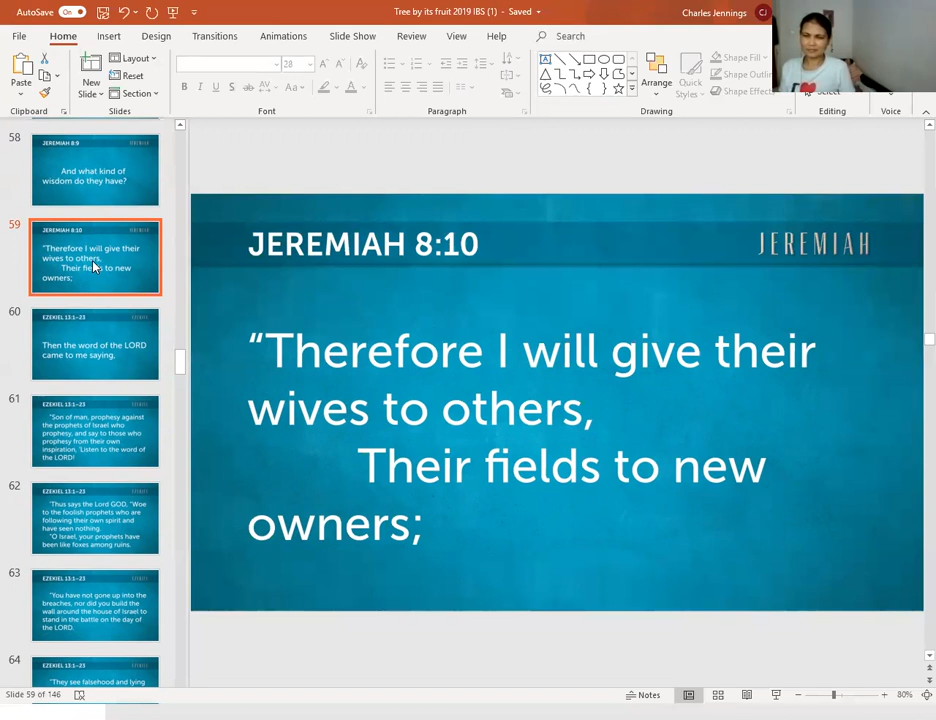 AutoSave On Tree by its fruit 2019 IBS (1) - Saved Charles Jennings CJ
File Home Insert Design Transitions Animations Slide Show Review View Help Search
Paste New Slide Layout Reset Section 28 Arrange Quick Styles Shape Fill Shape Outli Shape Effects Select
Clipboard Slides Font Paragraph Drawing Editing Voice
58
JEREMIAH 8:9 JEREMIAH
And what kind of
wisdom do they have?
59
JEREMIAH 8:10 JEREMIAH
"Therefore I will give their
wives to others,
Their fields to new
owners;
60
EZEKIEL 13:1–23
Then the word of the LORD
came to me saying,
61
EZEKIEL 13:1–23
"Son of man, prophesy against
the prophets of Israel who
prophesy, and say to those who
prophesy from their own
inspiration, 'Listen to the word of
the LORD!
62
EZEKIEL 13:1–23
'Thus says the Lord GOD, "Woe
to the foolish prophets who are
following their own spirit and
have seen nothing.
"O Israel, your prophets have
been like foxes among ruins.
63
EZEKIEL 13:1–23
"You have not gone up into the
breaches, nor did you build the
wall around the house of Israel to
stand in the battle on the day of
the LORD.
64
EZEKIEL 13:1–23
"They see falsehood and lying
JEREMIAH 8:10 JEREMIAH
“Therefore I will give their
wives to others,
Their fields to new
owners;
Slide 59 of 146 Notes 80%